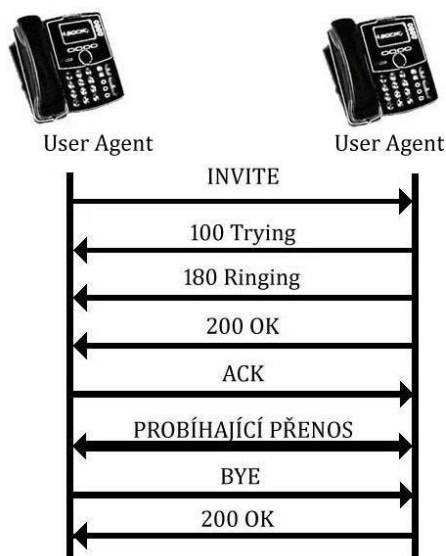 User Agent
User Agent
INVITE
100 Trying
180 Ringing
200 OK
ACK
PROBÍHAJÍCÍ PŘENOS
BYE
200 OK